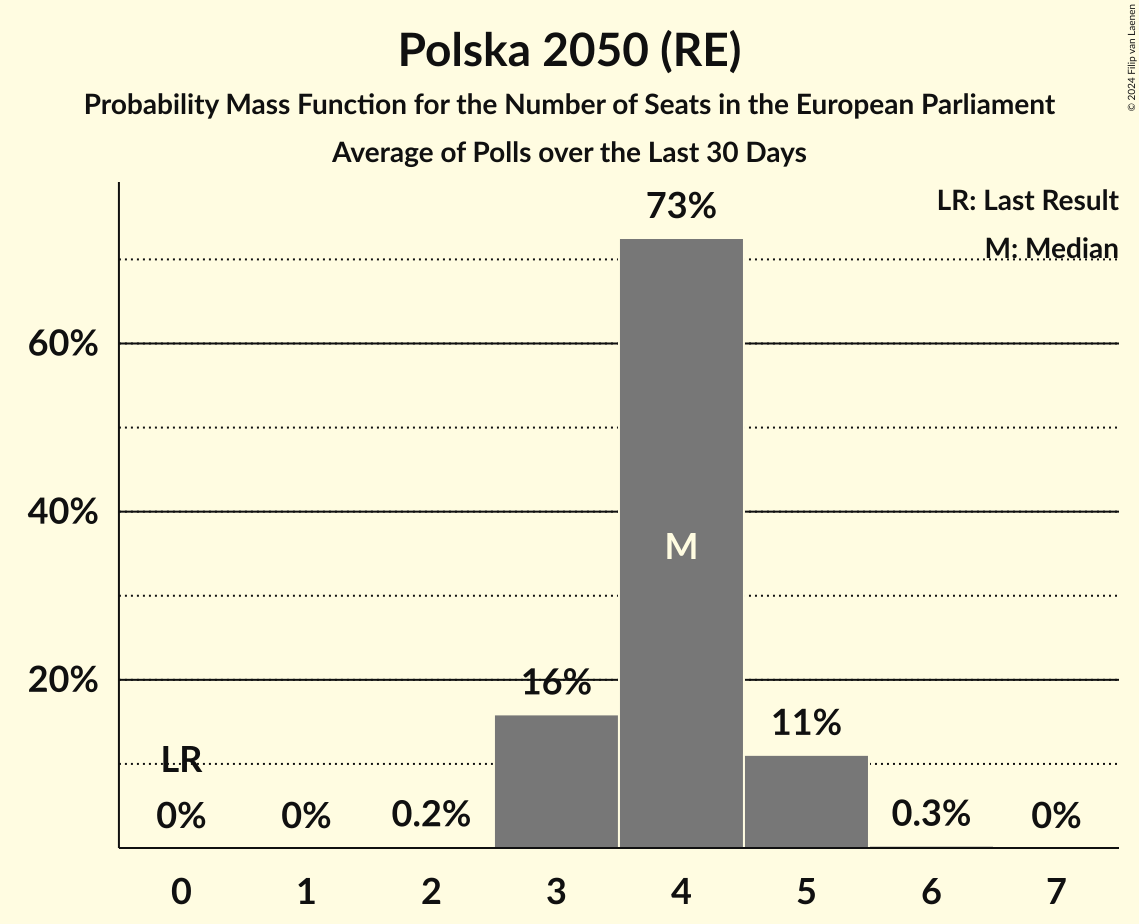 Polska 2050 (RE)
Probability Mass Function for the Number of Seats in the European Parliament
Average of Polls over the Last 30 Days
© 2024 Filip van Laenen
LR: Last Result
M: Median
73%
60%
40%
M
20%
16%
11%
LR
0%
0%
0.2%
0.3%
0%
0 1 2 3 4 5 6 7